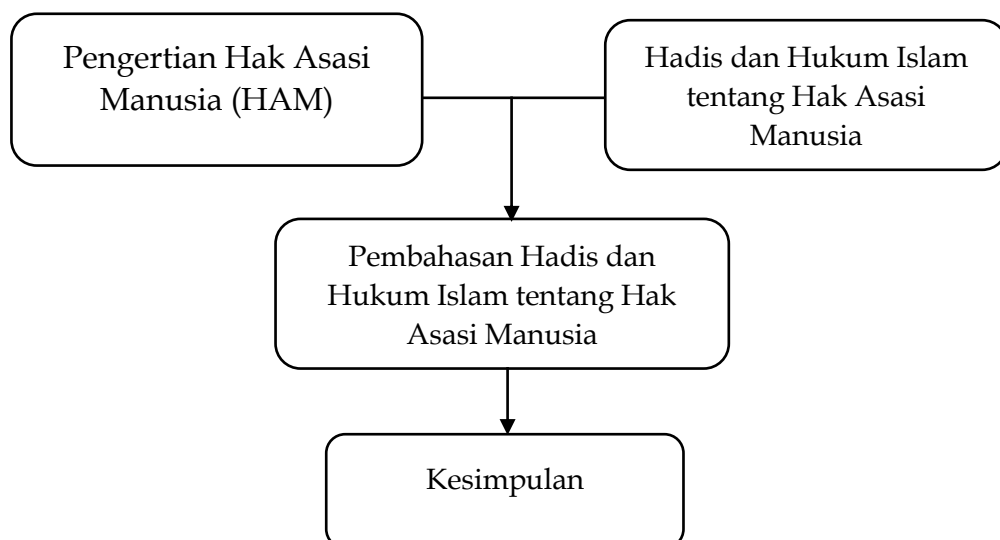 Pengertian Hak Asasi
Manusia (HAM)
Hadis dan Hukum Islam
tentang Hak Asasi
Manusia
Pembahasan Hadis dan
Hukum Islam tentang Hak
Asasi Manusia
Kesimpulan